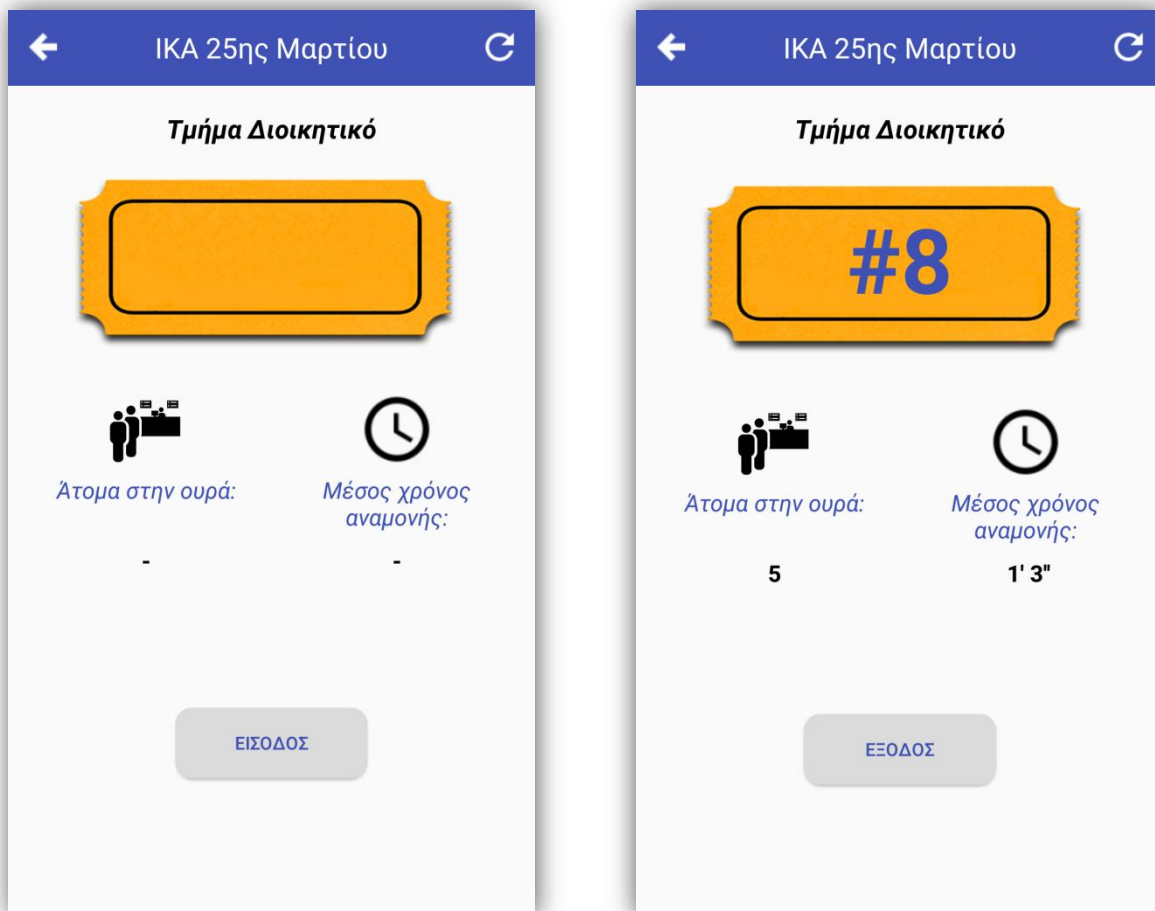 ΙΚΑ 25ης Μαρτίου
Τμήμα Διοικητικό
Άτομα στην ουρά:
Μέσος χρόνος
αναμονής:
-
-
ΕΙΣΟΔΟΣ
ΙΚΑ 25ης Μαρτίου
Τμήμα Διοικητικό
#8
Άτομα στην ουρά:
Μέσος χρόνος
αναμονής:
5
1' 3"
ΕΞΟΔΟΣ